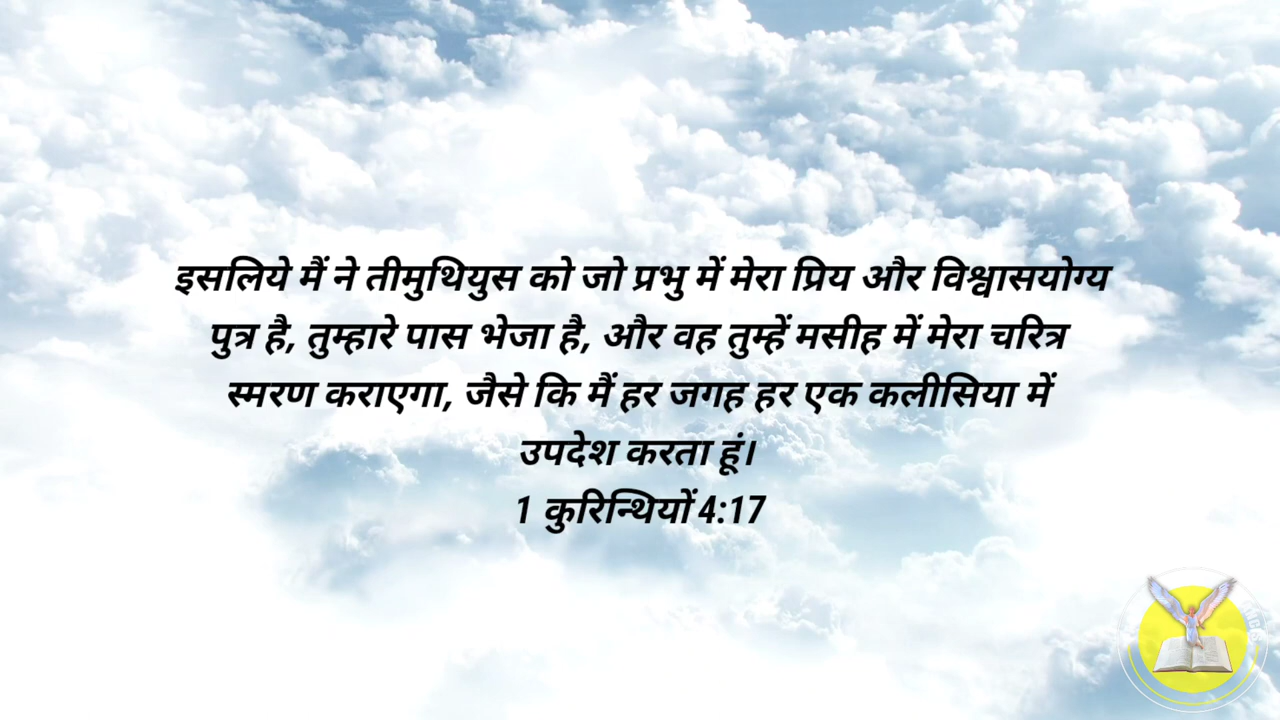 इसलिये मैं ने तीमुथियुस को जो प्रभु में मेरा प्रिय और विश्वासयोग्य
पुत्र है, तुम्हारे पास भेजा है, और वह तुम्हें मसीह में मेरा चरित्र
स्मरण कराएगा, जैसे कि मैं हर जगह हर एक कलीसिया में
उपदेश करता हूं।
1 कुरिन्थियों 4:17